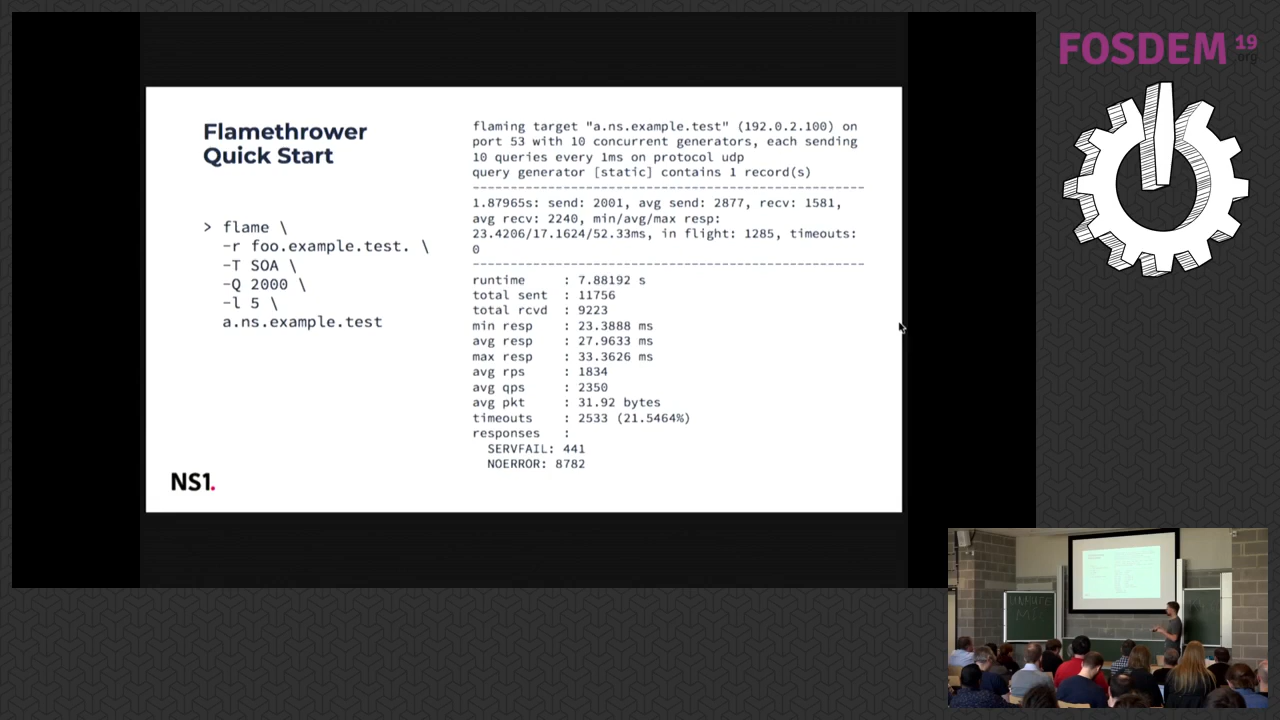 FOSDEM 19
.org
Flamethrower
Quick Start
> flame \
-r foo.example.test. \
-T SOA \
-Q 2000 \
-l 5 \
a.ns.example.test
flaming target "a.ns.example.test" (192.0.2.100) on
port 53 with 10 concurrent generators, each sending
10 queries every 1ms on protocol udp
query generator [static] contains 1 record(s)
--------------------------------------------------
1.87965s: send: 2001, avg send: 2877, recv: 1581,
avg recv: 2240, min/avg/max resp:
23.4206/17.1624/52.33ms, in flight: 1285, timeouts:
0
--------------------------------------------------
runtime : 7.88192 s
total sent : 11756
total rcvd : 9223
min resp : 23.3888 ms
avg resp : 27.9633 ms
max resp : 33.3626 ms
avg rps : 1834
avg qps : 2350
avg pkt : 31.92 bytes
timeouts : 2533 (21.5464%)
responses :
SERVFAIL: 441
NOERROR: 8782
NS1.